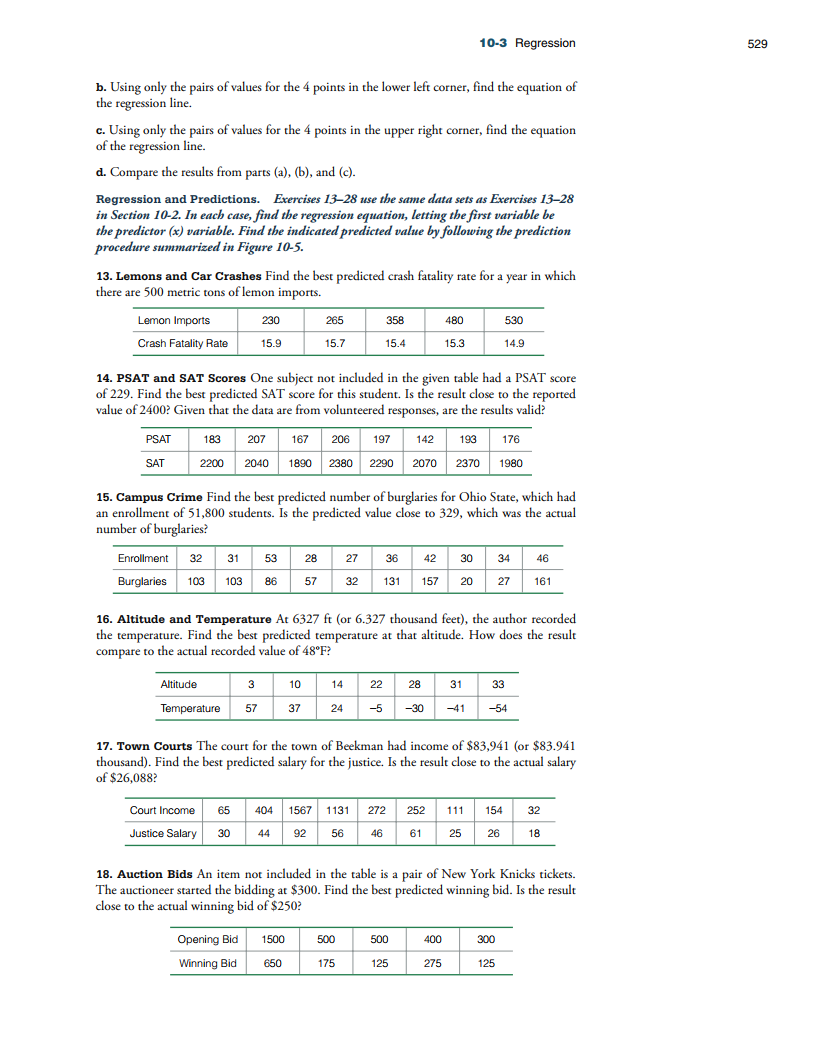 10-3 Regression 529
b. Using only the pairs of values for the 4 points in the lower left corner, find the equation of
the regression line.
c. Using only the pairs of values for the 4 points in the upper right corner, find the equation
of the regression line.
d. Compare the results from parts (a), (b), and (c).
Regression and Predictions. Exercises 13–28 use the same data sets as Exercises 13–28
in Section 10-2. In each case, find the regression equation, letting the first variable be
the predictor (x) variable. Find the indicated predicted value by following the prediction
procedure summarized in Figure 10-5.
13. Lemons and Car Crashes Find the best predicted crash fatality rate for a year in which
there are 500 metric tons of lemon imports.
Lemon Imports 230 265 358 480 530
Crash Fatality Rate 15.9 15.7 15.4 15.3 14.9
14. PSAT and SAT Scores One subject not included in the given table had a PSAT score
of 229. Find the best predicted SAT score for this student. Is the result close to the reported
value of 2400? Given that the data are from volunteered responses, are the results valid?
PSAT 183 207 167 206 197 142 193 176
SAT 2200 2040 1890 2380 2290 2070 2370 1980
15. Campus Crime Find the best predicted number of burglaries for Ohio State, which had
an enrollment of 51,800 students. Is the predicted value close to 329, which was the actual
number of burglaries?
Enrollment 32 31 53 28 27 36 42 30 34 46
Burglaries 103 103 86 57 32 131 157 20 27 161
16. Altitude and Temperature At 6327 ft (or 6.327 thousand feet), the author recorded
the temperature. Find the best predicted temperature at that altitude. How does the result
compare to the actual recorded value of 48°F?
Altitude 3 10 14 22 28 31 33
Temperature 57 37 24 –5 –30 –41 –54
17. Town Courts The court for the town of Beekman had income of $83,941 (or $83.941
thousand). Find the best predicted salary for the justice. Is the result close to the actual salary
of $26,088?
Court Income 65 404 1567 1131 272 252 111 154 32
Justice Salary 30 44 92 56 46 61 25 26 18
18. Auction Bids An item not included in the table is a pair of New York Knicks tickets.
The auctioneer started the bidding at $300. Find the best predicted winning bid. Is the result
close to the actual winning bid of $250?
Opening Bid 1500 500 500 400 300
Winning Bid 650 175 125 275 125